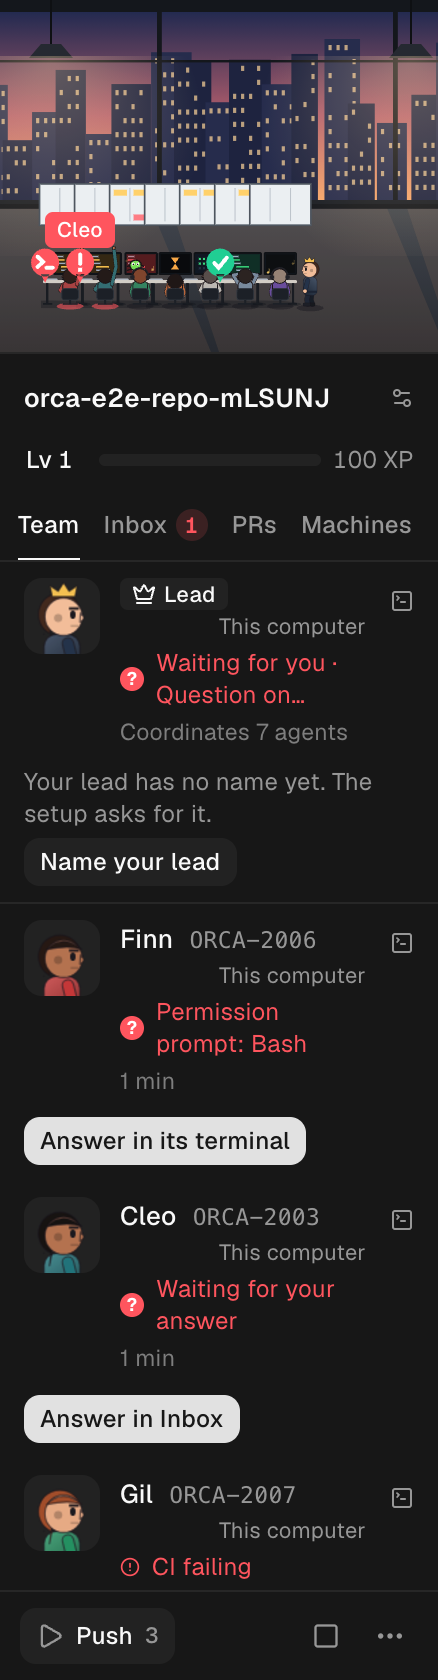 Cleo
orca-e2e-repo-mLSUNJ
Lv 1 100 XP
Team Inbox 1 PRs Machines
Lead
This computer
Waiting for you ·
Question on…
Coordinates 7 agents
Your lead has no name yet. The
setup asks for it.
Name your lead
Finn ORCA-2006
This computer
Permission
prompt: Bash
1 min
Answer in its terminal
Cleo ORCA-2003
This computer
Waiting for your
answer
1 min
Answer in Inbox
Gil ORCA-2007
This computer
CI failing
Push 3